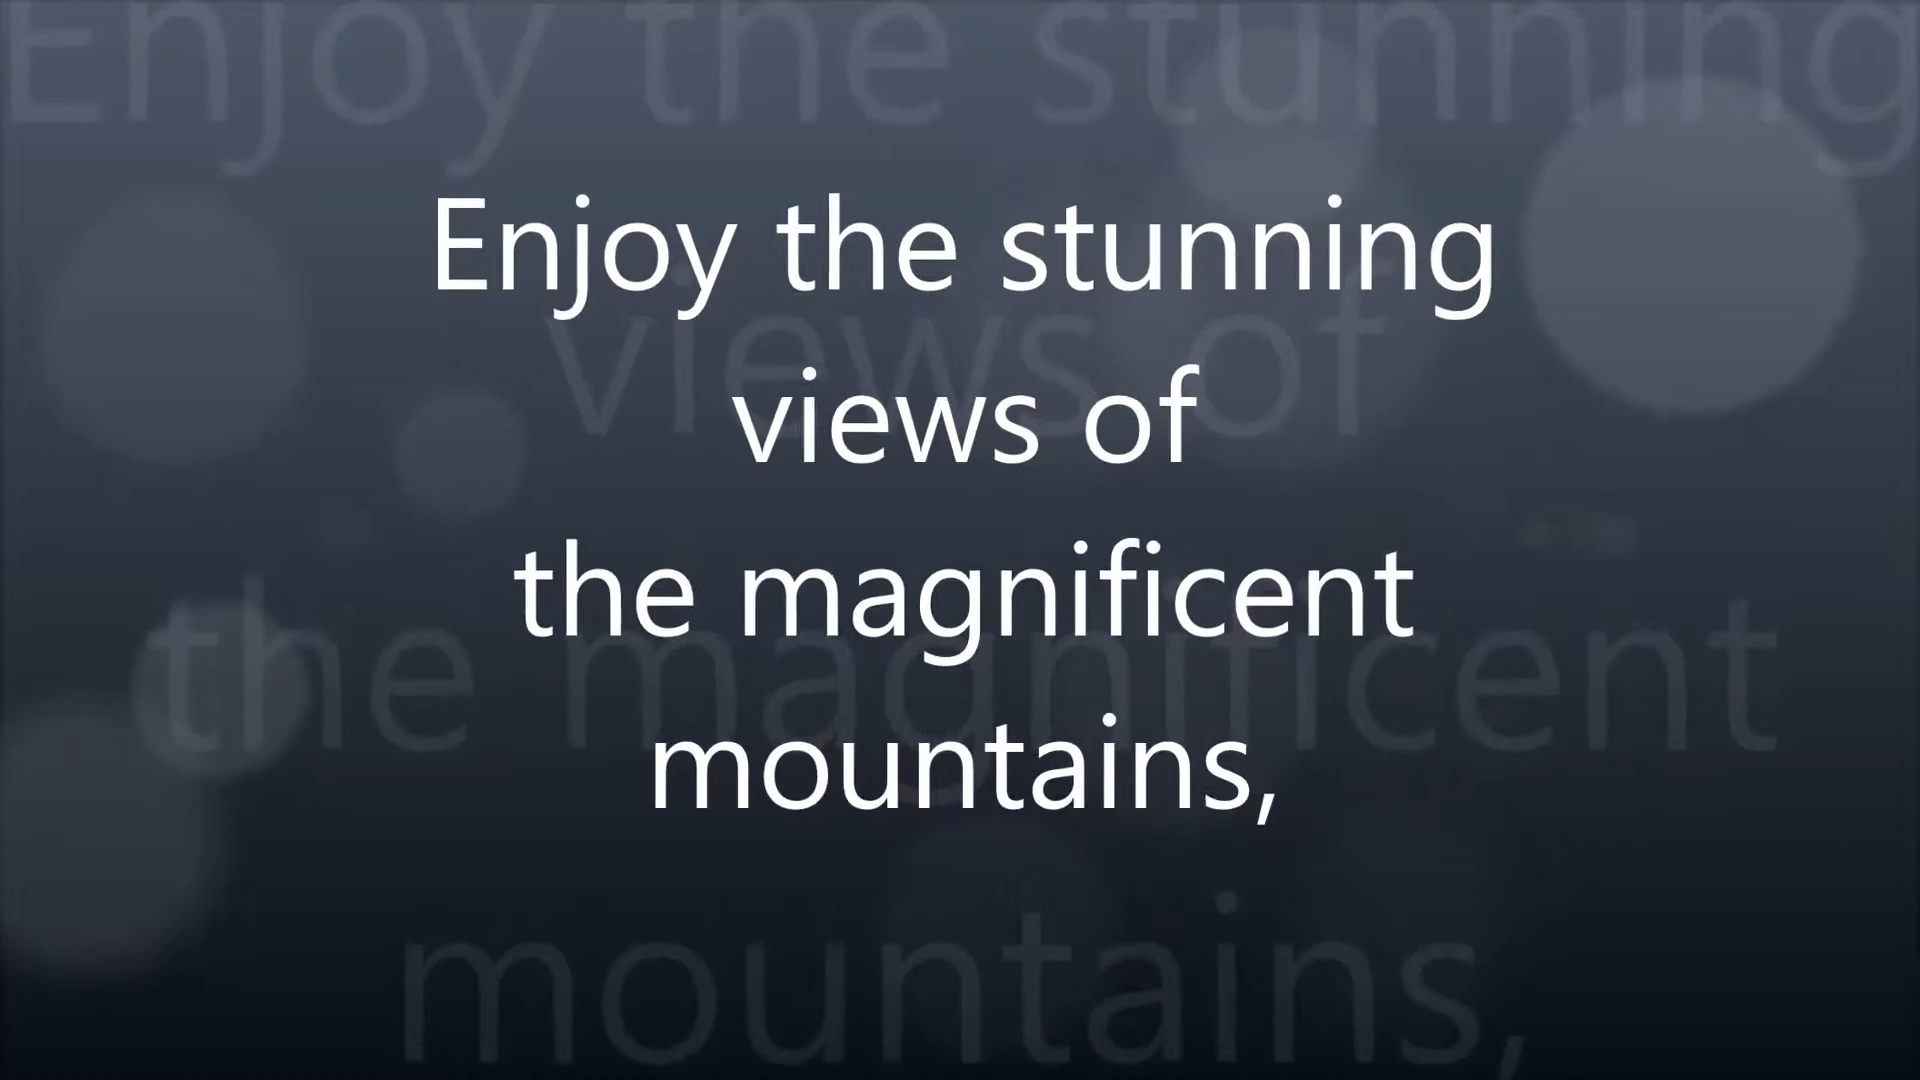 Enjoy the stunning
views of
the magnificent
mountains,